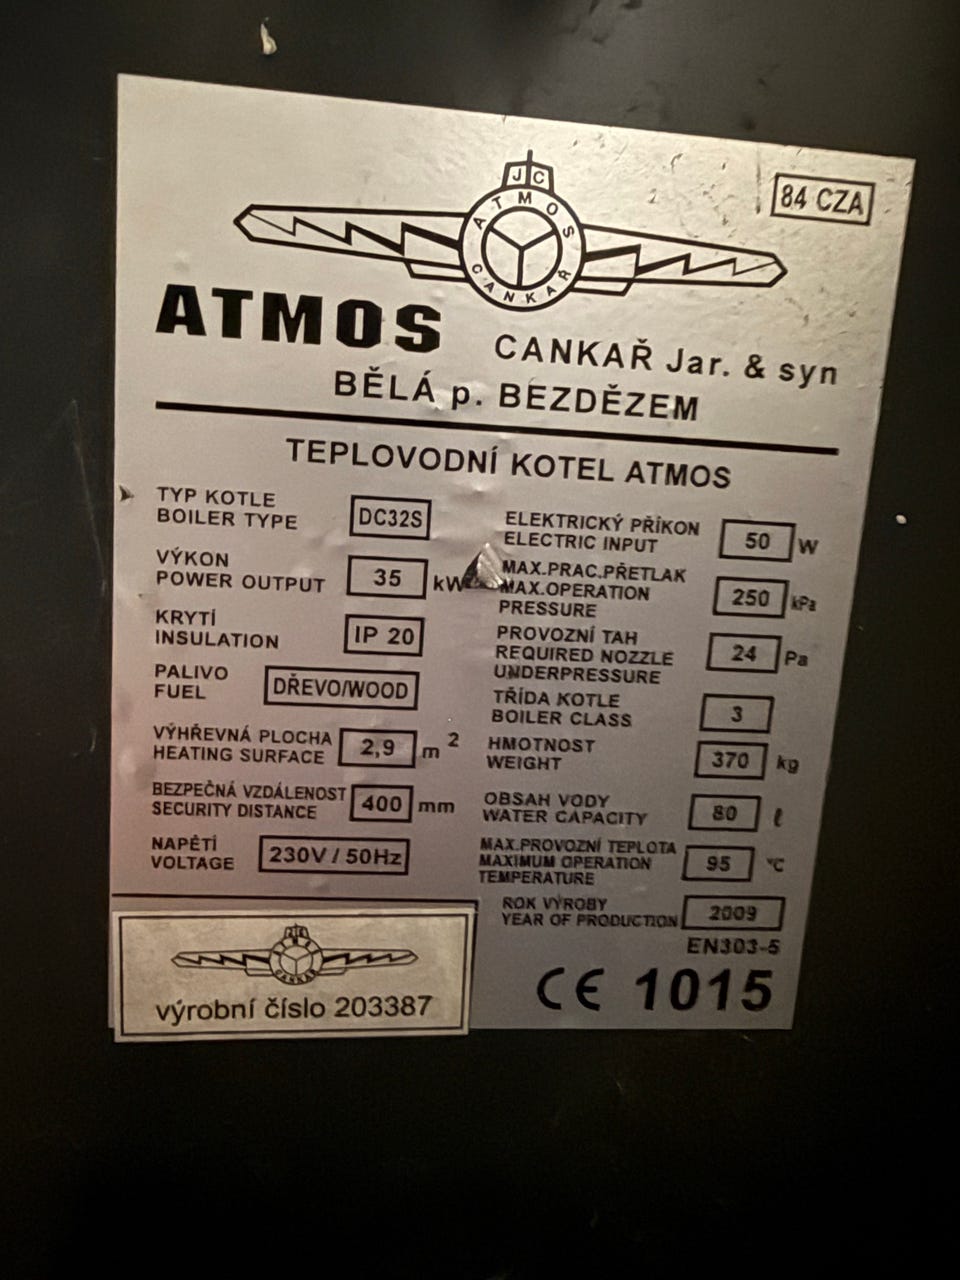 84 CZA
JC
ATMOS
CANKAR
ATMOS
CANKAŘ Jar. & syn
BĚLÁ p. BEZDĚZEM
TEPLOVODNÍ KOTEL ATMOS
TYP KOTLE
BOILER TYPE
DC32S
VÝKON
POWER OUTPUT
35 kW
KRYTÍ
INSULATION
IP 20
PALIVO
FUEL
DŘEVO/WOOD
VÝHŘEVNÁ PLOCHA
HEATING SURFACE
2,9 m²
BEZPEČNÁ VZDÁLENOST
SECURITY DISTANCE
400 mm
NAPĚTÍ
VOLTAGE
230V / 50Hz
ELEKTRICKÝ PŘÍKON
ELECTRIC INPUT
50 W
MAX.PRAC.PŘETLAK
MAX.OPERATION
PRESSURE
250 kPa
PROVOZNÍ TAH
REQUIRED NOZZLE
UNDERPRESSURE
24 Pa
TŘÍDA KOTLE
BOILER CLASS
3
HMOTNOST
WEIGHT
370 kg
OBSAH VODY
WATER CAPACITY
80 ℓ
MAX.PROVOZNÍ TEPLOTA
MAXIMUM OPERATION
TEMPERATURE
95 °C
ROK VÝROBY
YEAR OF PRODUCTION
2009
EN303-5
CE 1015
CANKAR
výrobní číslo 203387